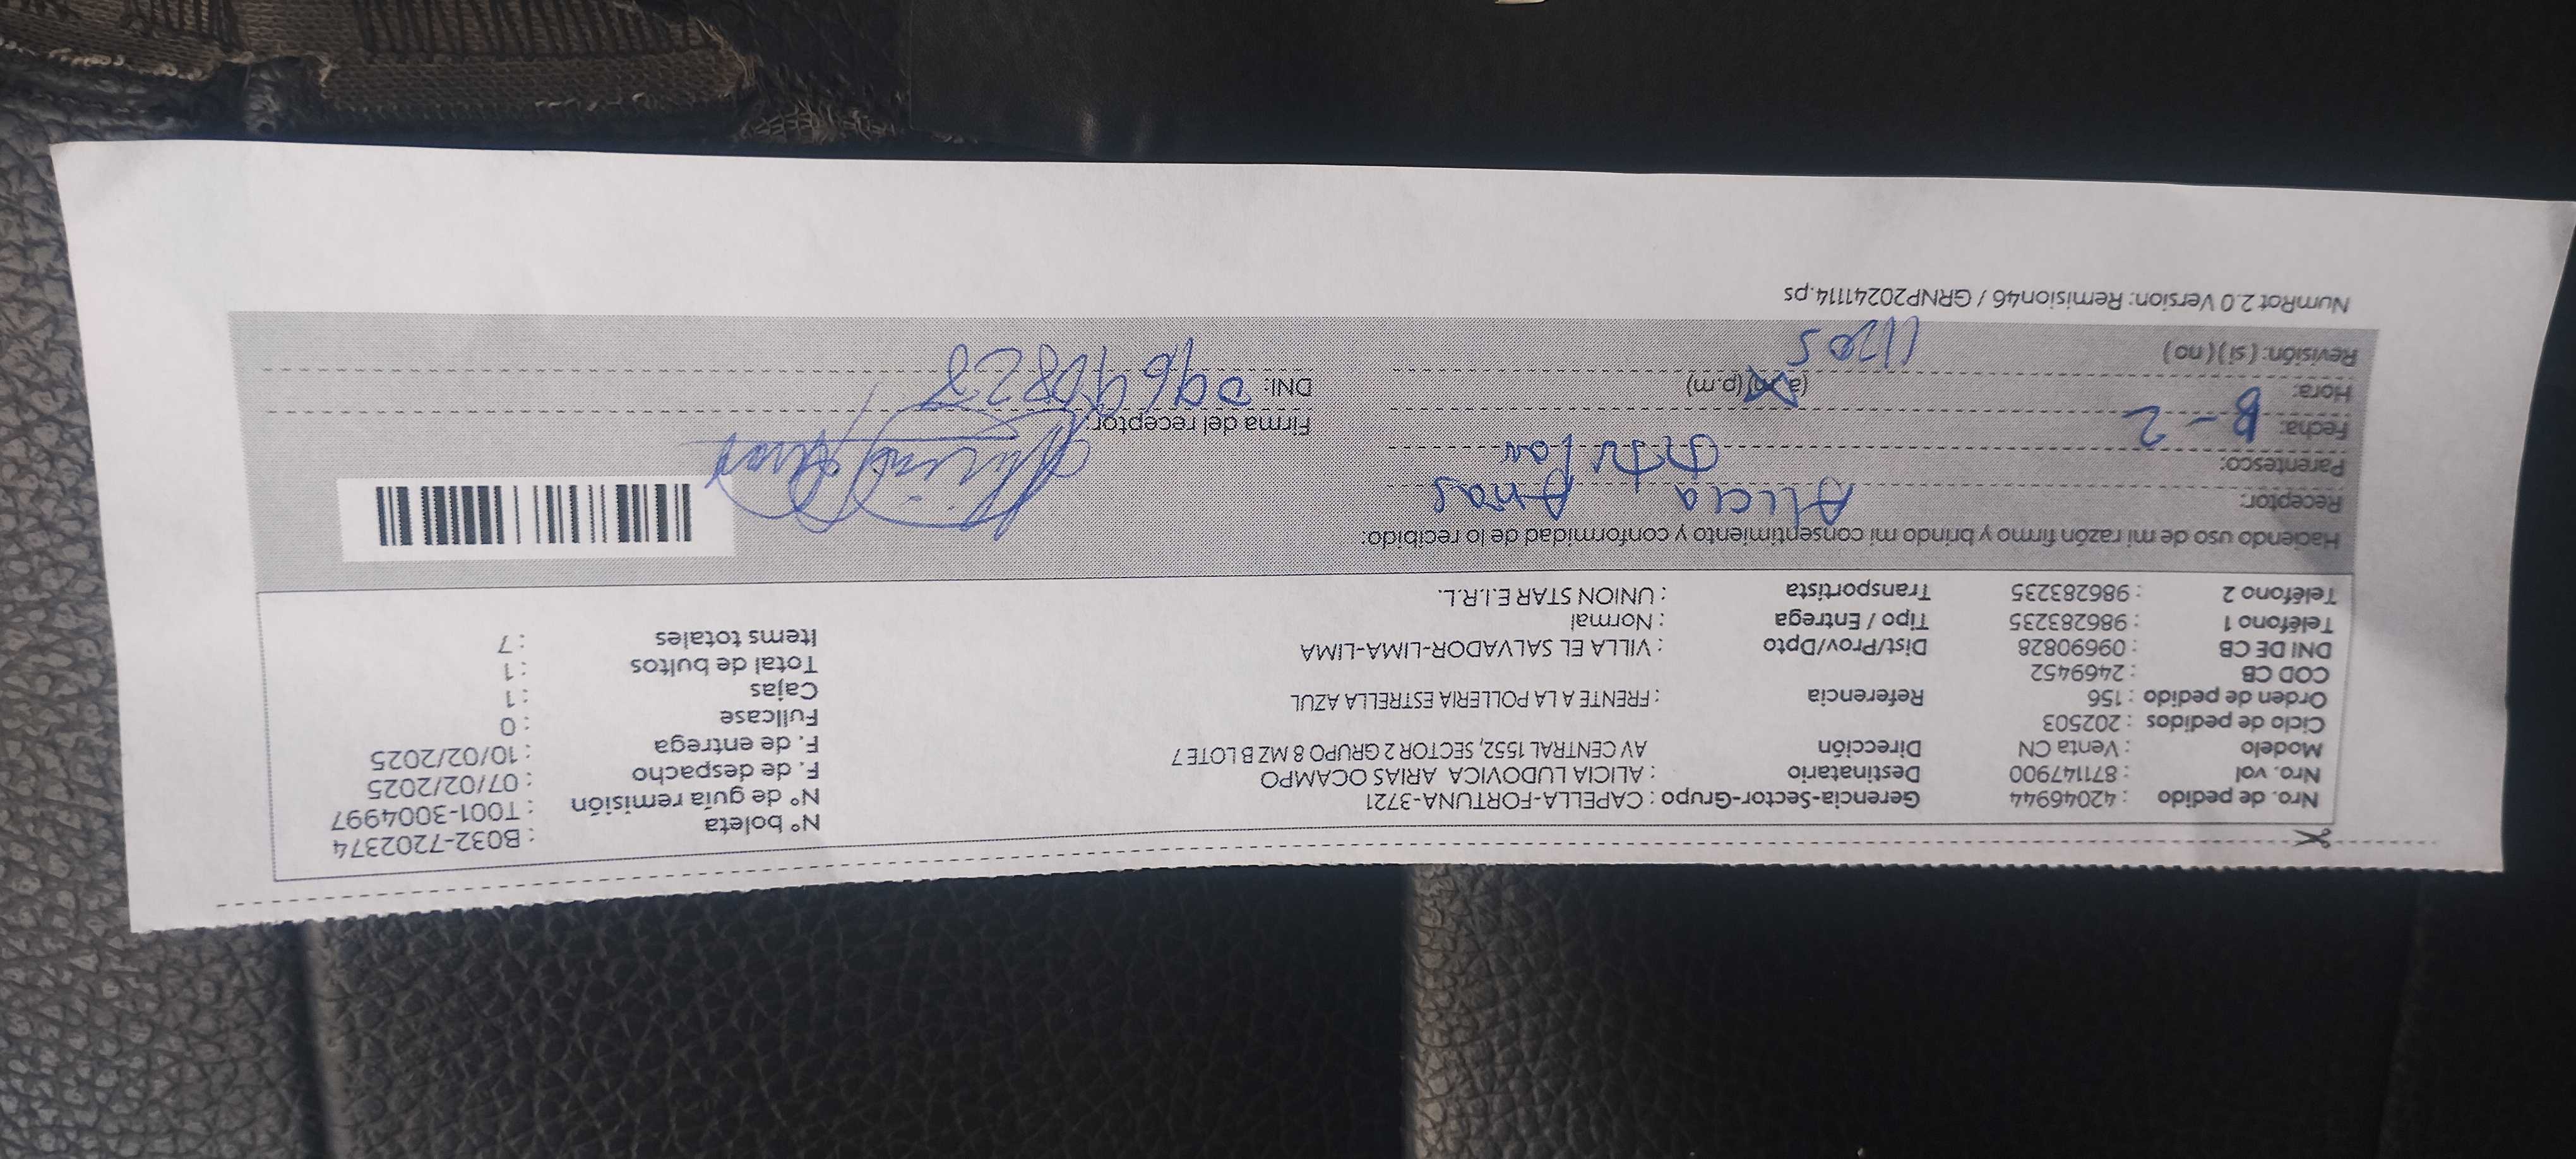 Nro. de pedido : 42046944 Gerencia-Sector-Grupo : CAPELLA-FORTUNA-3721 N° boleta : B032-7202374
Nro. vol : 871147900 Destinatario : ALICIA LUDOVICA ARIAS OCAMPO N° de guía remisión : T001-3004997
Modelo : Venta CN Dirección AV CENTRAL 1552, SECTOR 2 GRUPO 8 MZ B LOTE 7 F. de despacho : 07/02/2025
Ciclo de pedidos : 202503 F. de entrega : 10/02/2025
Orden de pedido : 156 Referencia : FRENTE A LA POLLERIA ESTRELLA AZUL Fullcase : 0
COD CB : 2469452 Cajas : 1
DNI DE CB : 09690828 Dist/Prov/Dpto : VILLA EL SALVADOR-LIMA-LIMA Total de bultos : 1
Teléfono 1 : 986283235 Tipo / Entrega : Normal Items totales : 7
Teléfono 2 : 986283235 Transportista : UNION STAR E.I.R.L.
Haciendo uso de mi razón firmo y brindo mi consentimiento y conformidad de lo recibido:
Receptor: Alicia Arias
Parentesco: titular
Fecha: Firma del receptor:
Hora: (a.m) (p.m) DNI: 09690828
Revisión: (si) (no)
NumRot 2.0 Version: Remision46 / GRNP20241114.ps